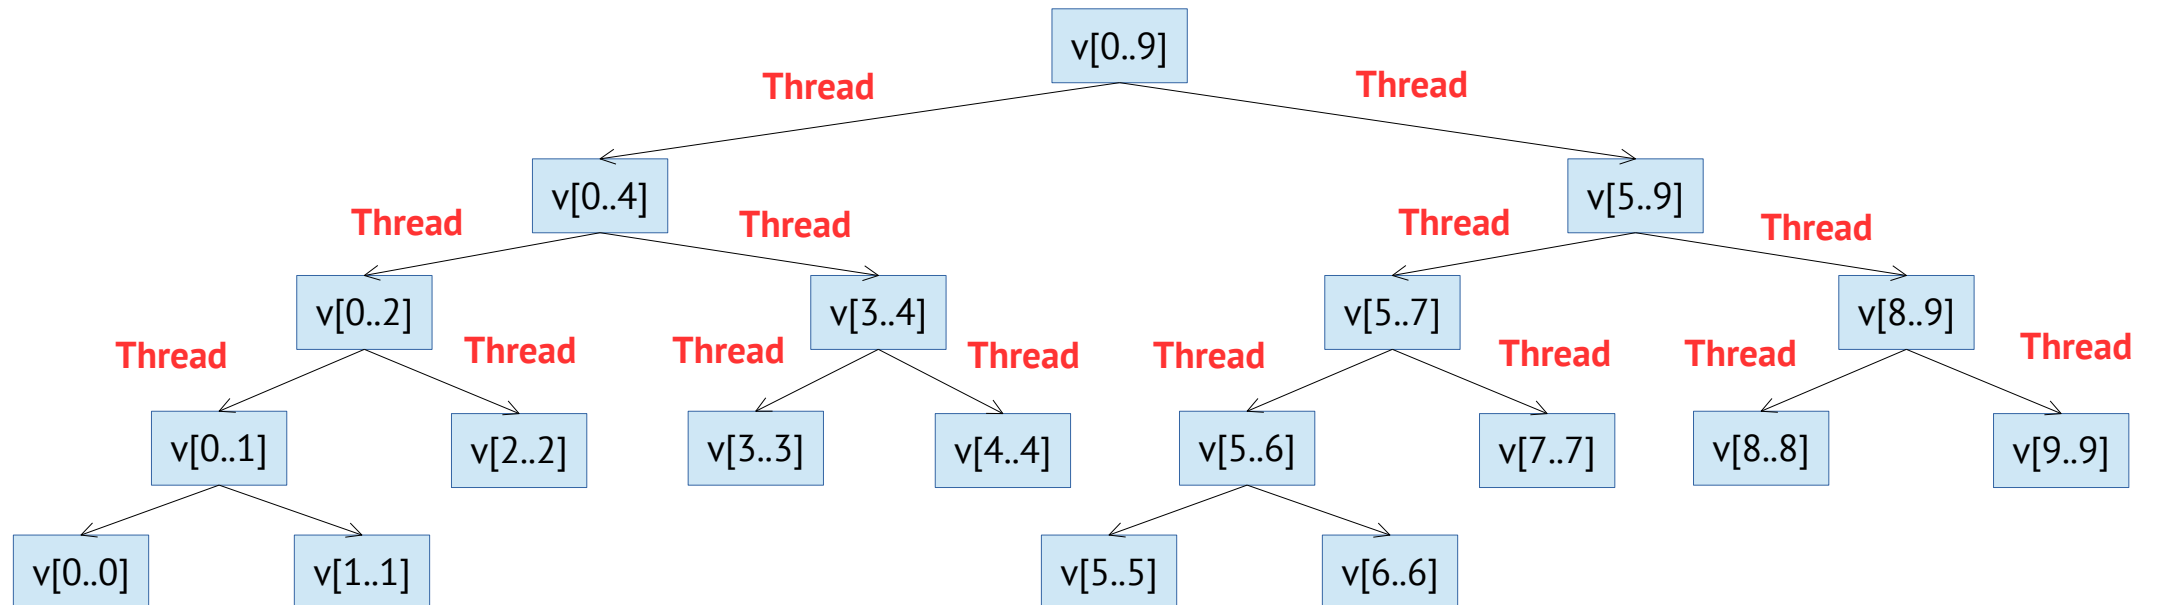 v[0..9]
Thread
Thread
v[0..4]
v[5..9]
Thread
Thread
Thread
Thread
v[0..2]
v[3..4]
v[5..7]
v[8..9]
Thread
Thread
Thread
Thread
Thread
Thread
Thread
Thread
v[0..1]
v[2..2]
v[3..3]
v[4..4]
v[5..6]
v[7..7]
v[8..8]
v[9..9]
v[0..0]
v[1..1]
v[5..5]
v[6..6]